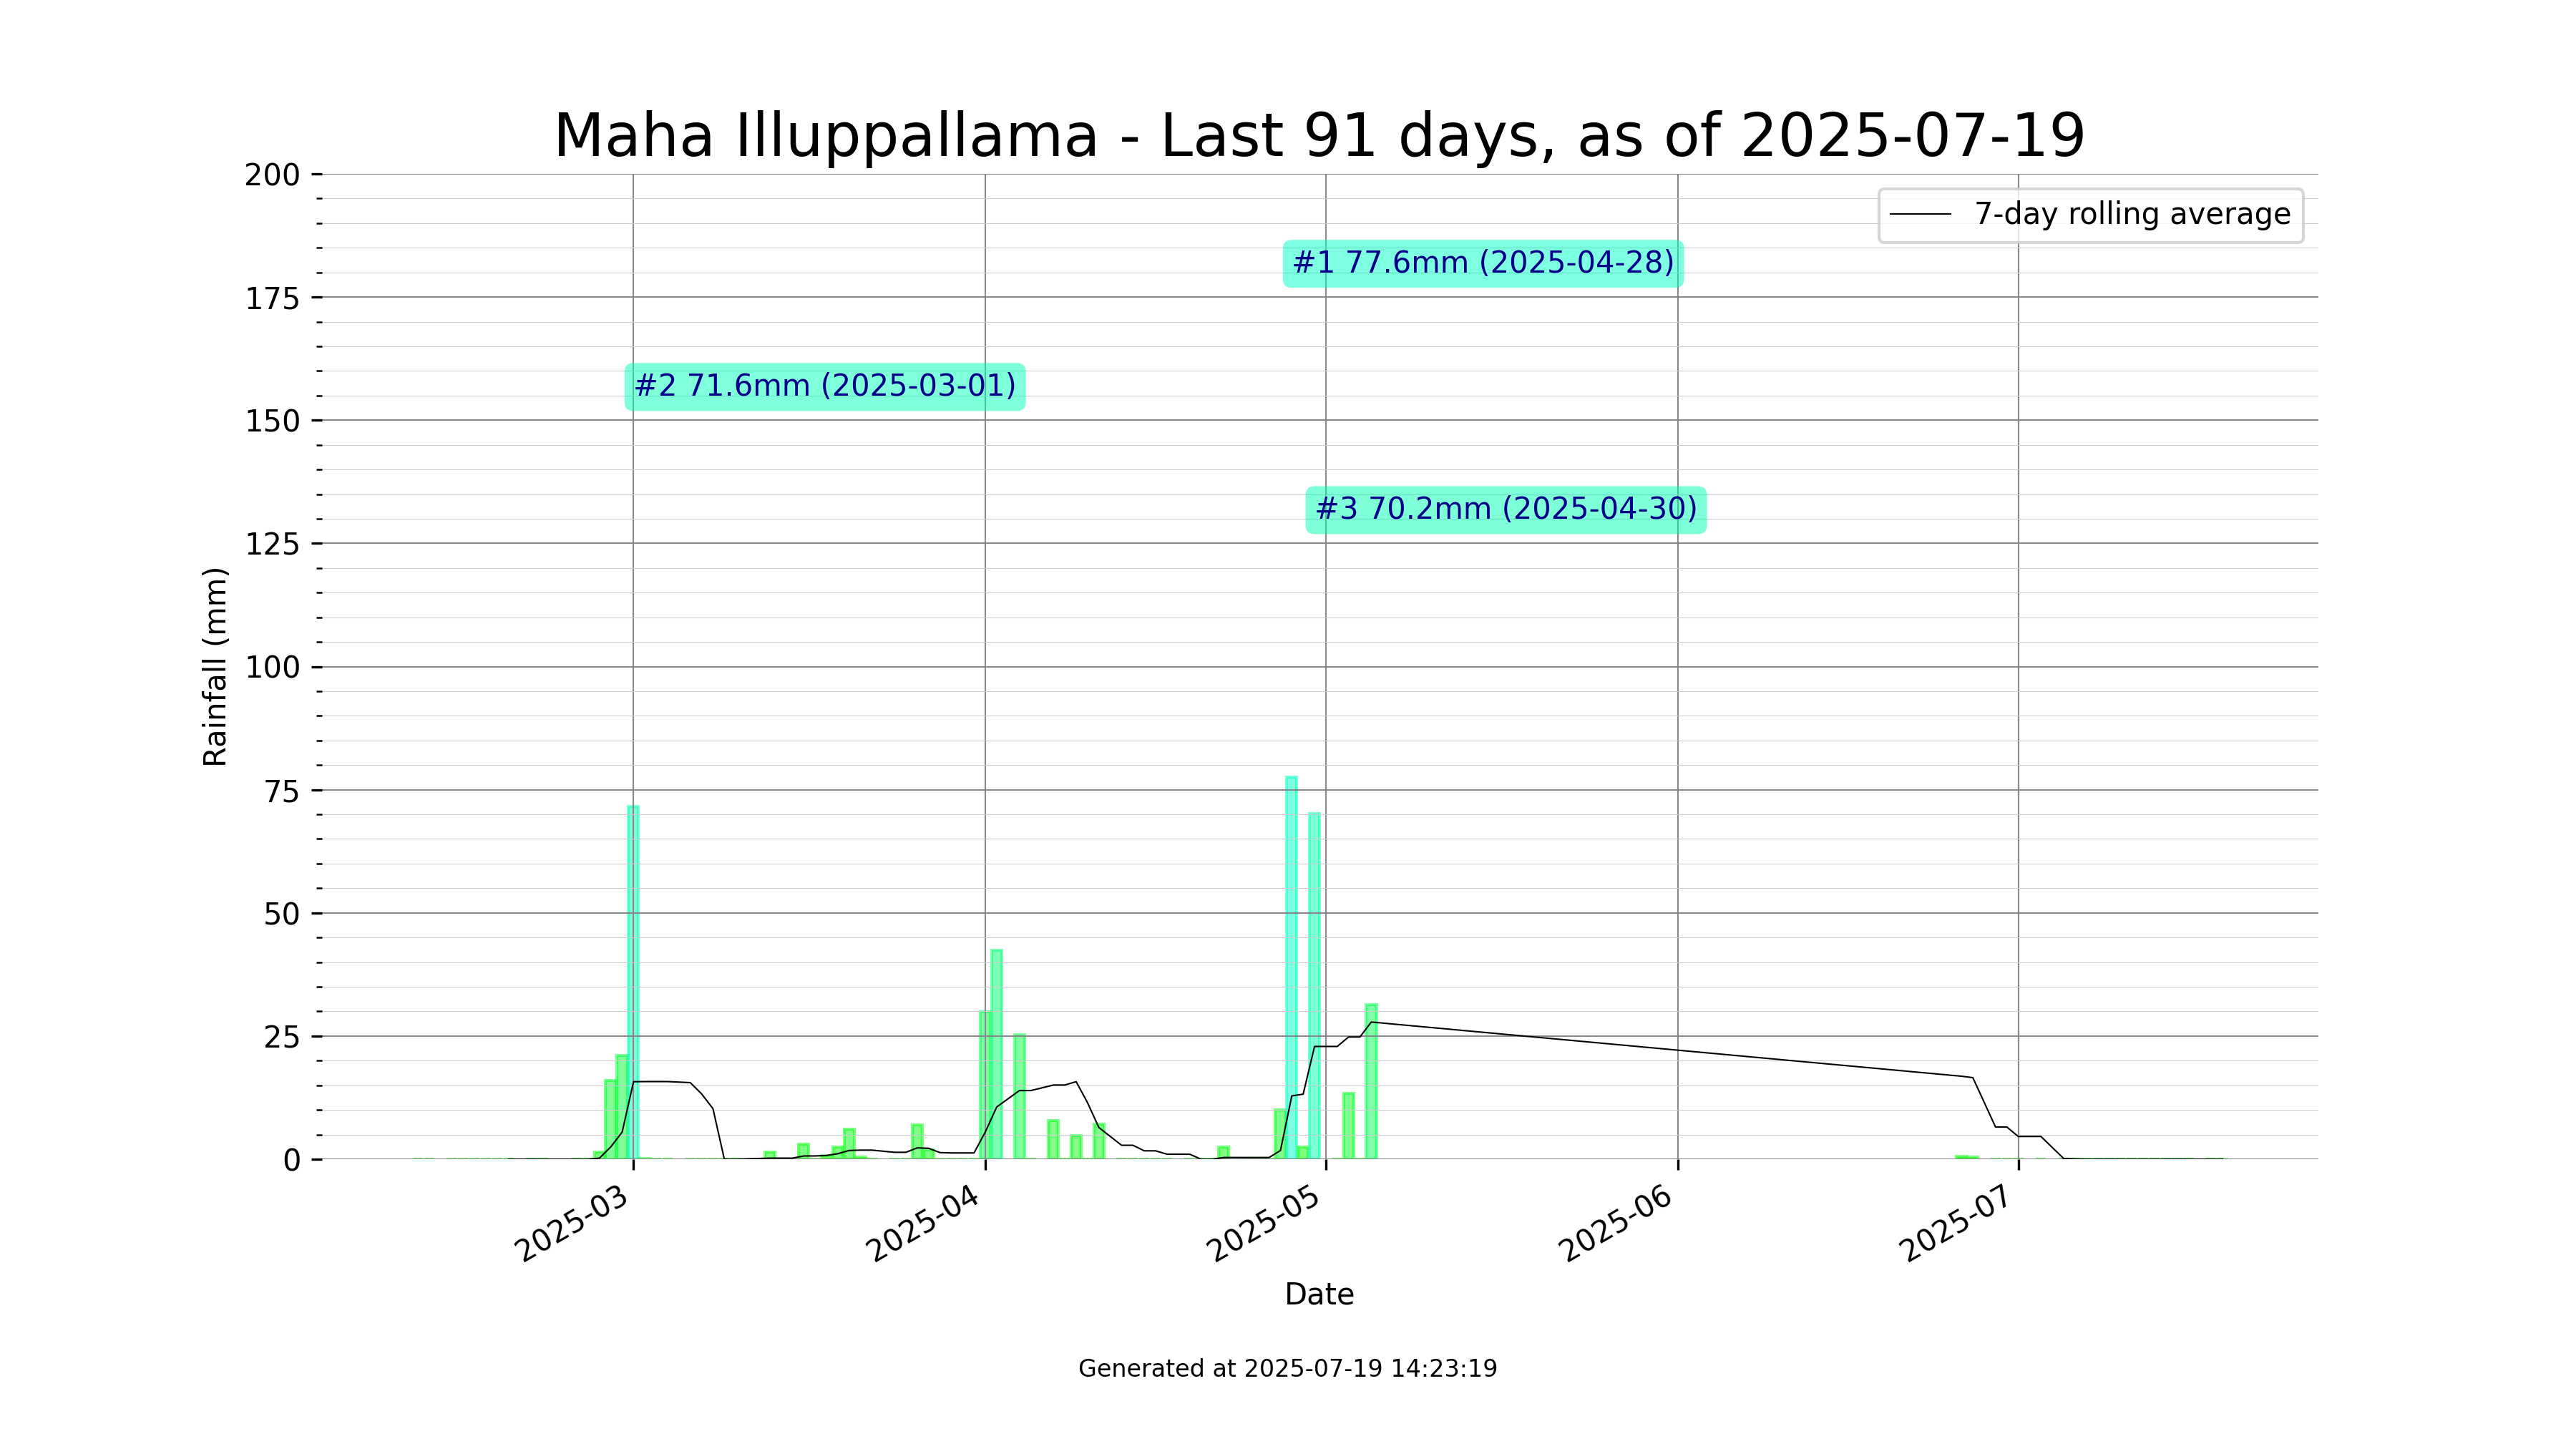 Maha Illuppallama - Last 91 days, as of 2025-07-19
200
175
150
125
100
75
50
25
0
Rainfall (mm)
7-day rolling average
#1 77.6mm (2025-04-28)
#2 71.6mm (2025-03-01)
#3 70.2mm (2025-04-30)
2025-03
2025-04
2025-05
2025-06
2025-07
Date
Generated at 2025-07-19 14:23:19